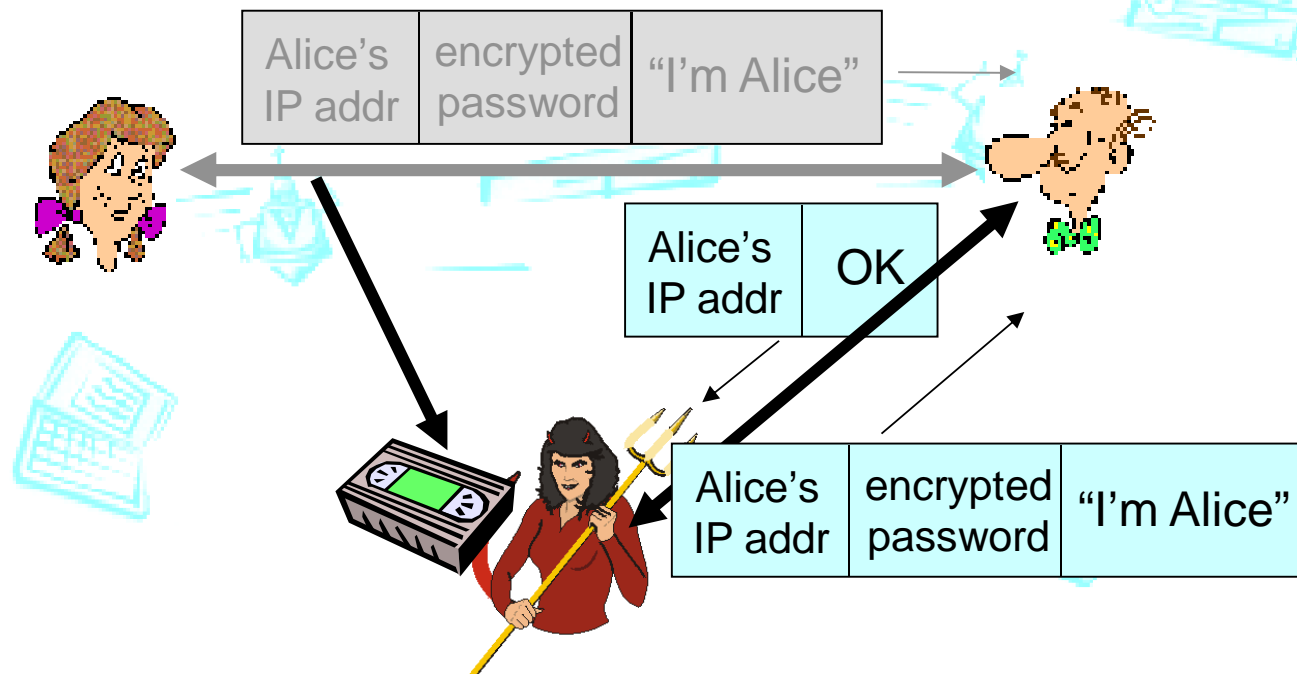 Alice’s
IP addr
encrypted
password
“I’m Alice”
Alice’s
IP addr
OK
Alice’s
IP addr
encrypted
password
“I’m Alice”